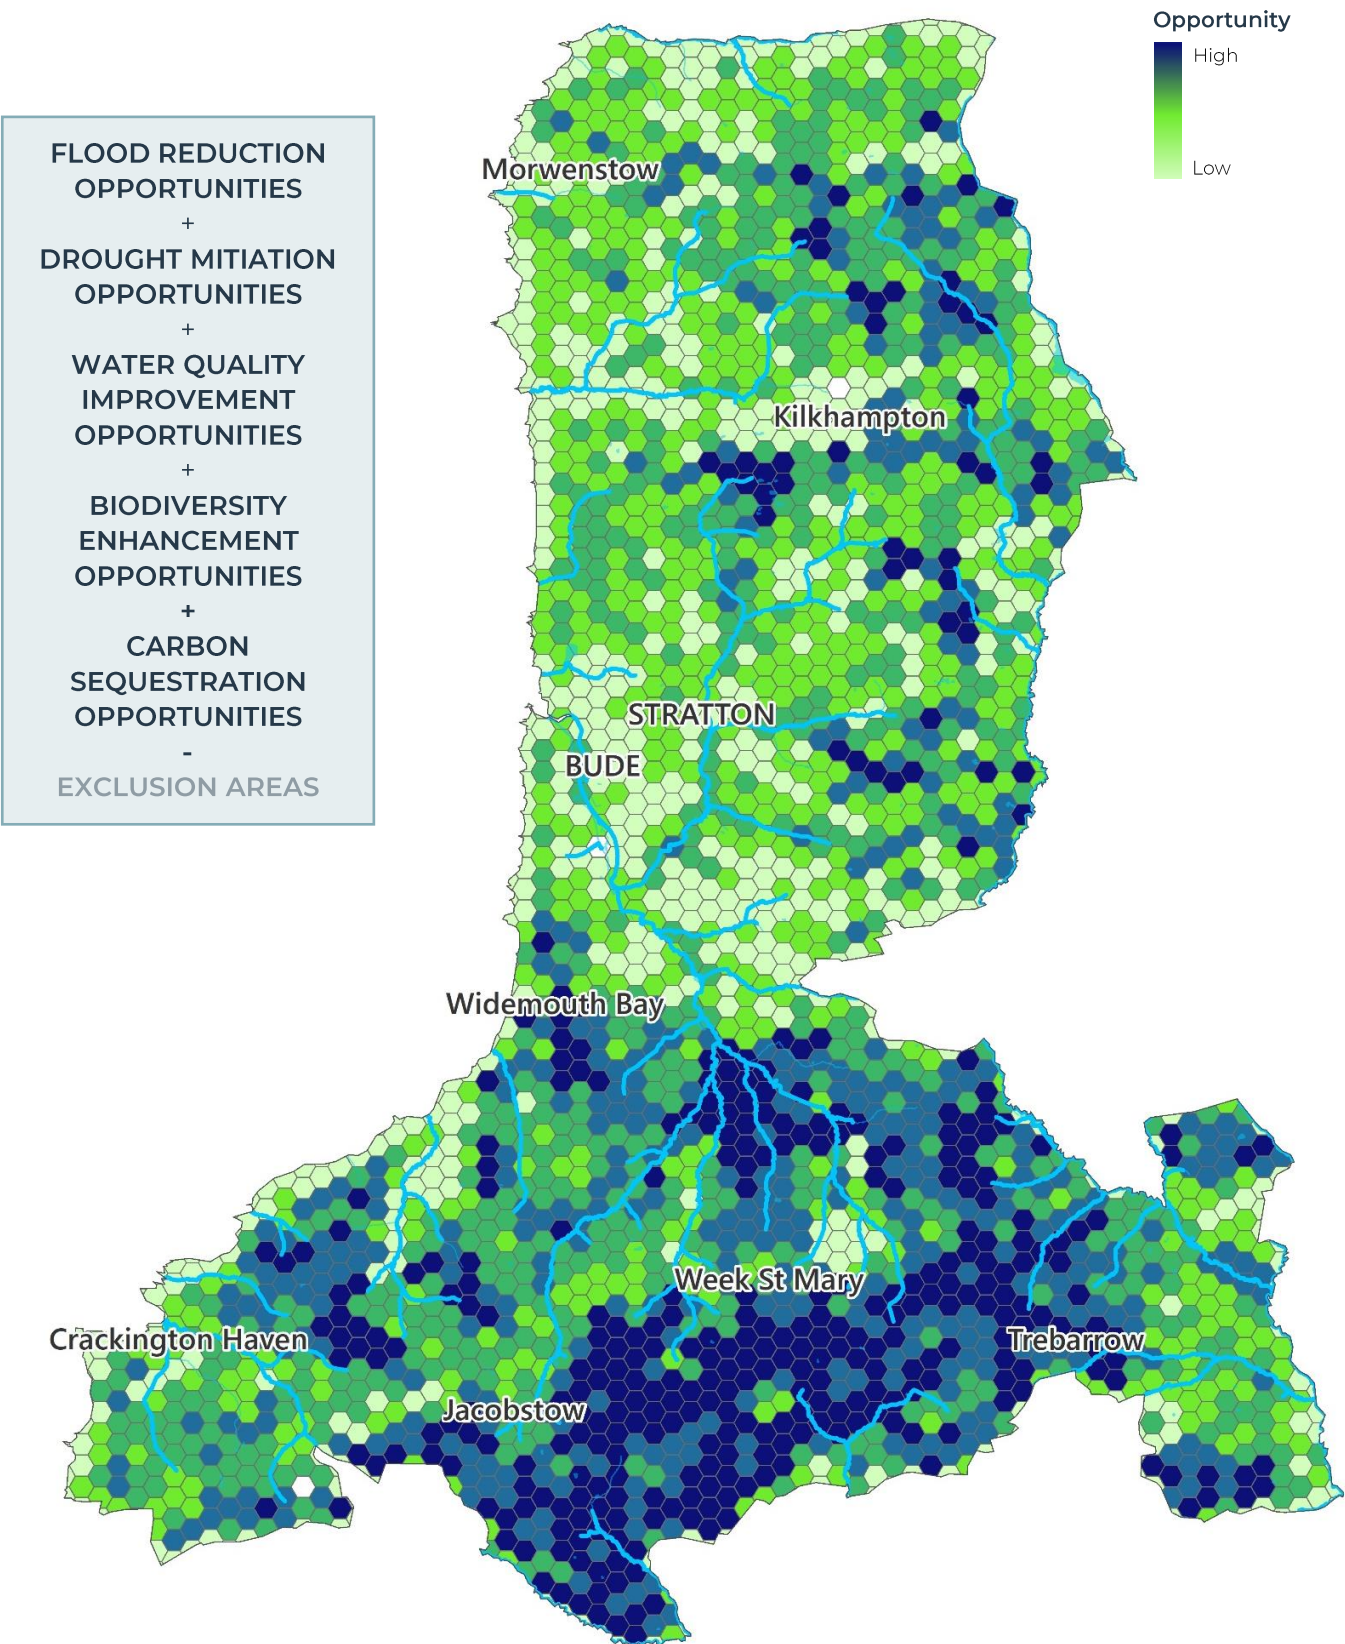 Opportunity
High
Low
FLOOD REDUCTION
OPPORTUNITIES
+
DROUGHT MITIATION
OPPORTUNITIES
+
WATER QUALITY
IMPROVEMENT
OPPORTUNITIES
+
BIODIVERSITY
ENHANCEMENT
OPPORTUNITIES
+
CARBON
SEQUESTRATION
OPPORTUNITIES
-
EXCLUSION AREAS
Morwenstow
Kilkhampton
STRATTON
BUDE
Widemouth Bay
Week St Mary
Crackington Haven
Trebarrow
Jacobstow